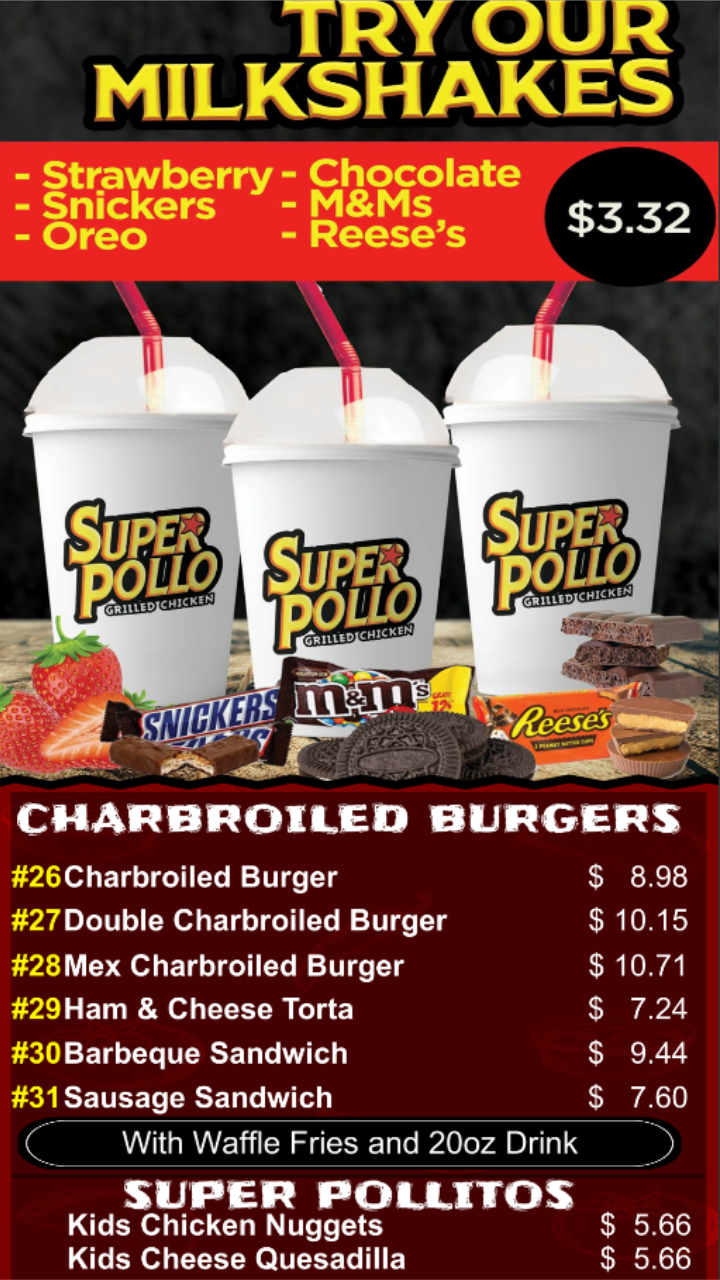 TRY OUR
MILKSHAKES
- Strawberry - Chocolate
- Snickers - M&Ms
- Oreo - Reese's
$3.32
SUPER
POLLO
GRILLED CHICKEN
SUPER
POLLO
GRILLED CHICKEN
SUPER
POLLO
GRILLED CHICKEN
SNICKERS
m&m's
Reese's
2 PEANUT BUTTER CUPS
CHARBROILED BURGERS
#26 Charbroiled Burger $ 8.98
#27 Double Charbroiled Burger $ 10.15
#28 Mex Charbroiled Burger $ 10.71
#29 Ham & Cheese Torta $ 7.24
#30 Barbeque Sandwich $ 9.44
#31 Sausage Sandwich $ 7.60
With Waffle Fries and 20oz Drink
SUPER POLLITOS
Kids Chicken Nuggets $ 5.66
Kids Cheese Quesadilla $ 5.66